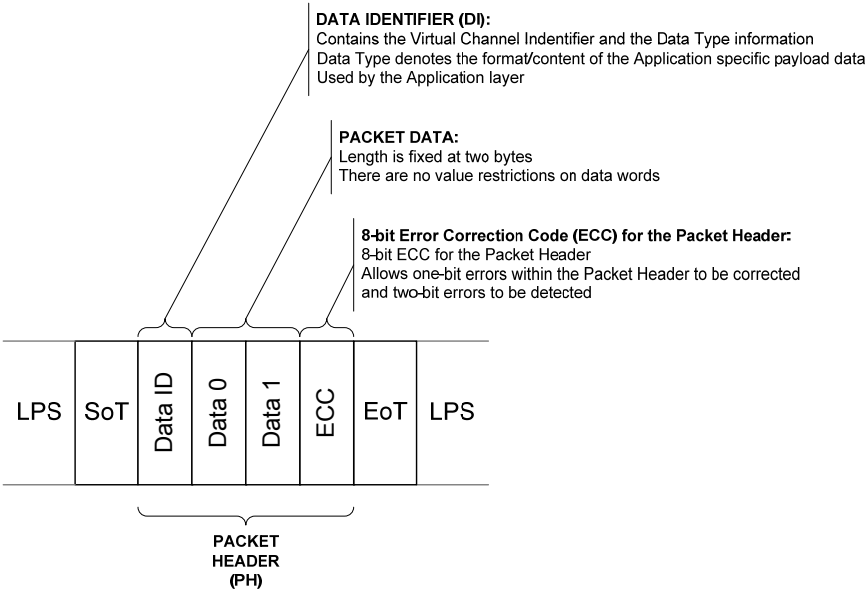 DATA IDENTIFIER (DI):
Contains the Virtual Channel Indentifier and the Data Type information
Data Type denotes the format/content of the Application specific payload data
Used by the Application layer
PACKET DATA:
Length is fixed at two bytes
There are no value restrictions on data words
8-bit Error Correction Code (ECC) for the Packet Header:
8-bit ECC for the Packet Header
Allows one-bit errors within the Packet Header to be corrected
and two-bit errors to be detected
LPS
SoT
Data ID
Data 0
Data 1
ECC
EoT
LPS
PACKET
HEADER
(PH)